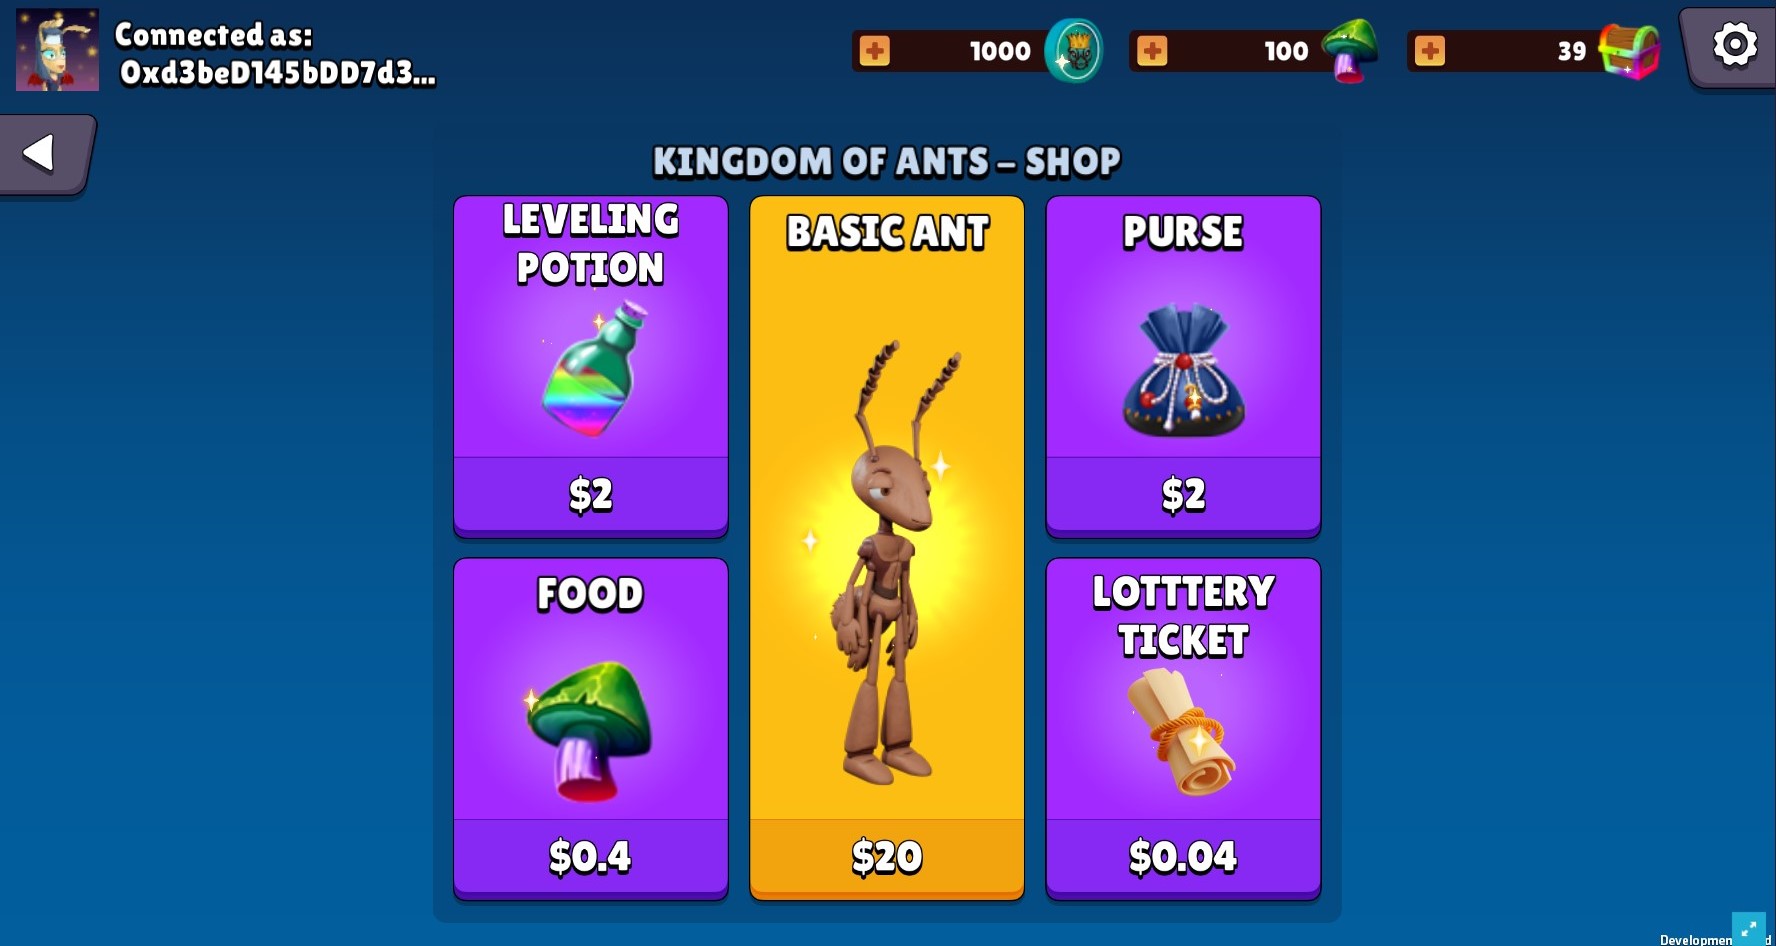 Connected as:
0xd3beD145bDD7d3...
1000
100
39
KINGDOM OF ANTS – SHOP
LEVELING
POTION
$2
BASIC ANT
$20
PURSE
$2
FOOD
$0.4
LOTTTERY
TICKET
$0.04